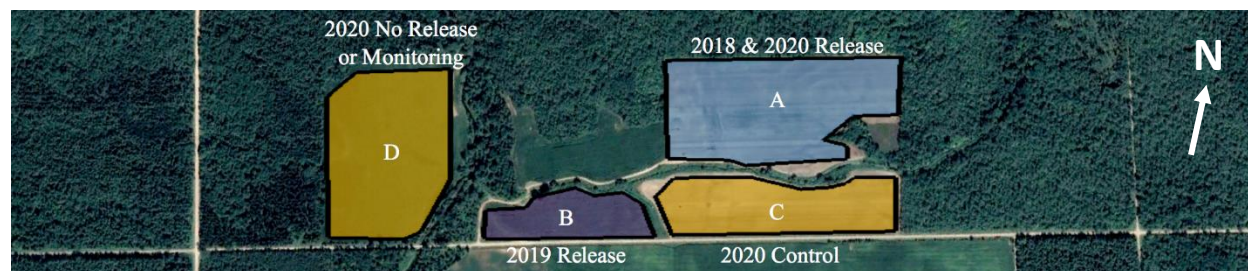 2020 No Release
or Monitoring
2018 & 2020 Release
N
A
D
B
C
2019 Release
2020 Control